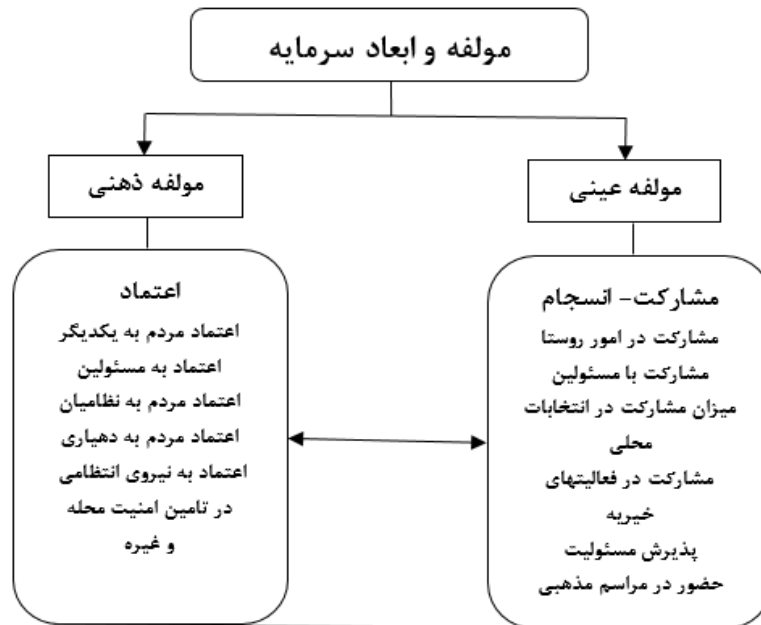 مولفه و ابعاد سرمایه
مولفه عینی
مولفه ذهنی
مشارکت- انسجام
مشارکت در امور روستا
مشارکت با مسئولین
میزان مشارکت در انتخابات
محلی
مشارکت در فعالیتهای
خیریه
پذیرش مسئولیت
حضور در مراسم مذهبی
اعتماد
اعتماد مردم به یکدیگر
اعتماد به مسئولین
اعتماد مردم به نظامیان
اعتماد مردم به دهیاری
اعتماد به نیروی انتظامی
در تامین امنیت محله
و غیره